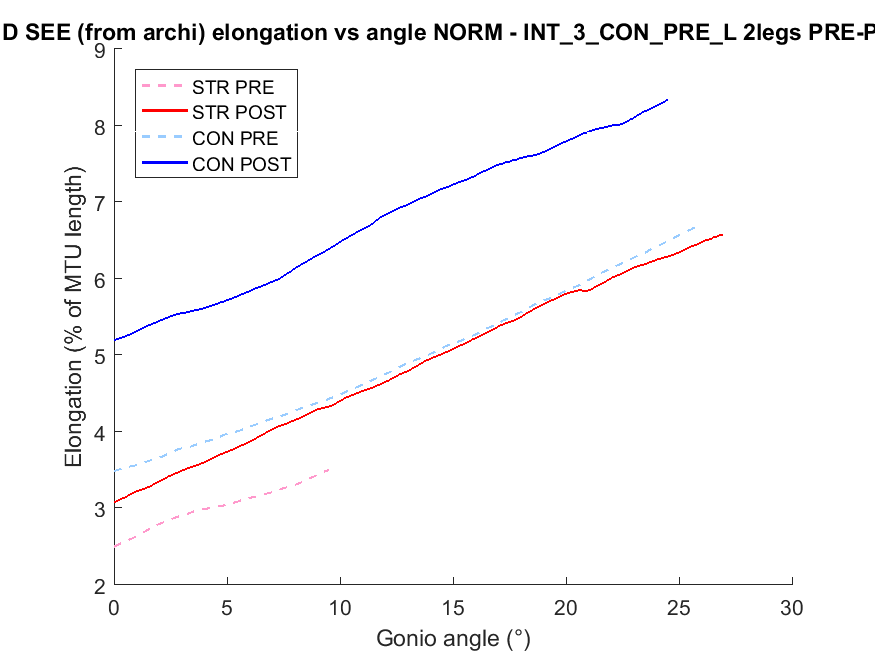 D SEE (from archi) elongation vs angle NORM - INT_3_CON_PRE_L 2legs PRE-P
STR PRE
STR POST
CON PRE
CON POST
Elongation (% of MTU length)
9
8
7
6
5
4
3
2
0 5 10 15 20 25 30
Gonio angle (°)